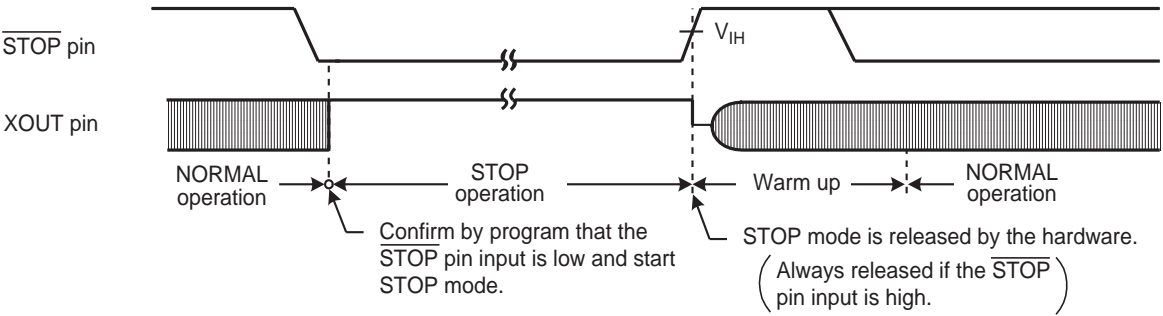 STOP pin
VIH
XOUT pin
NORMAL
operation
STOP
operation
Warm up
NORMAL
operation
Confirm by program that the
STOP pin input is low and start
STOP mode.
STOP mode is released by the hardware.
(Always released if the STOP
pin input is high.)